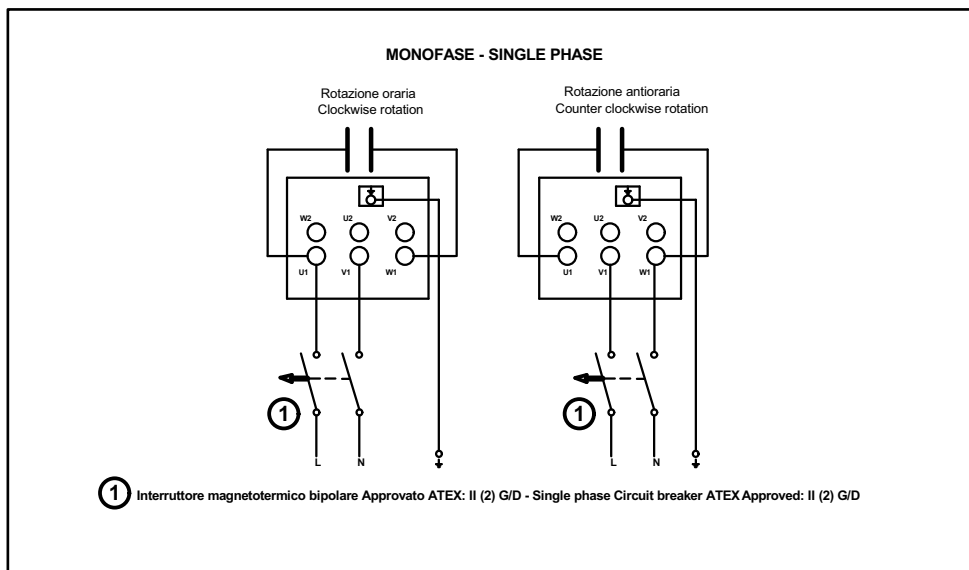 MONOFASE - SINGLE PHASE
Rotazione oraria
Clockwise rotation
Rotazione antioraria
Counter clockwise rotation
W2 U2 V2
U1 V1 W1
W2 U2 V2
U1 V1 W1
1
1
L N
L N
1 Interruttore magnetotermico bipolare Approvato ATEX: II (2) G/D - Single phase Circuit breaker ATEX Approved: II (2) G/D